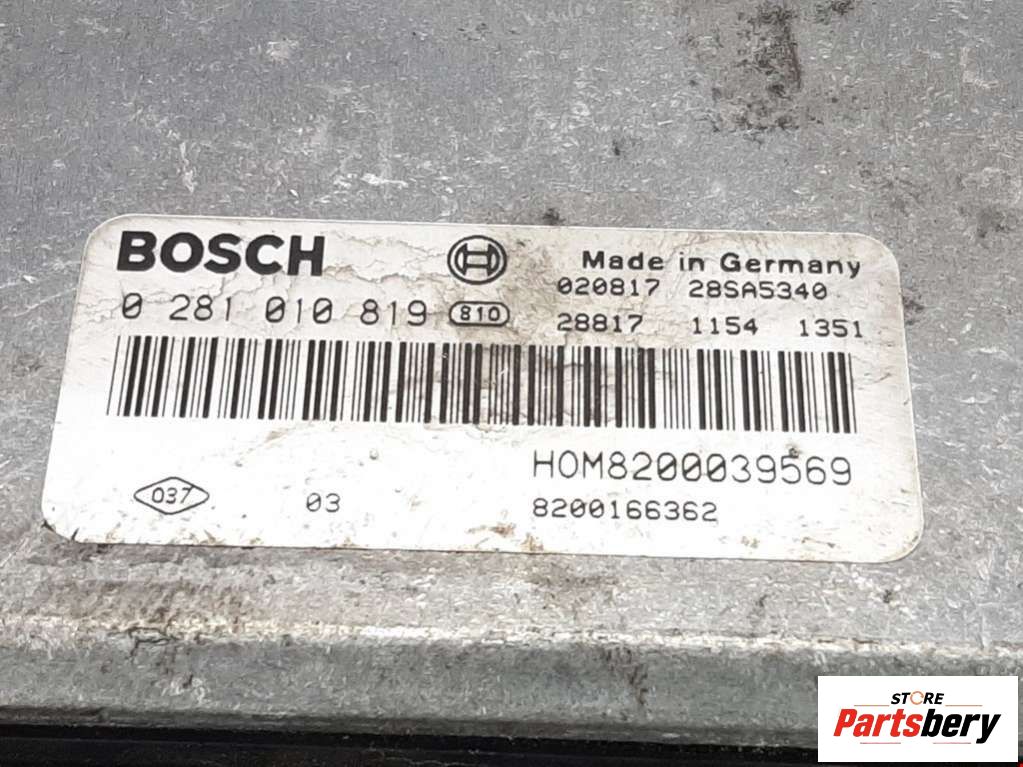 BOSCH
Made in Germany
020817 28SA5340
0 281 010 819 810
28817 1154 1351
HOM8200039569
037 03
8200166362
STORE
Partsbery